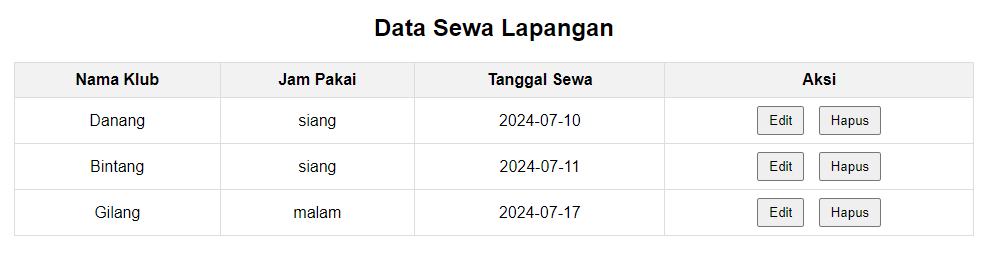 Data Sewa Lapangan
Nama Klub Jam Pakai Tanggal Sewa Aksi
Danang siang 2024-07-10 Edit Hapus
Bintang siang 2024-07-11 Edit Hapus
Gilang malam 2024-07-17 Edit Hapus